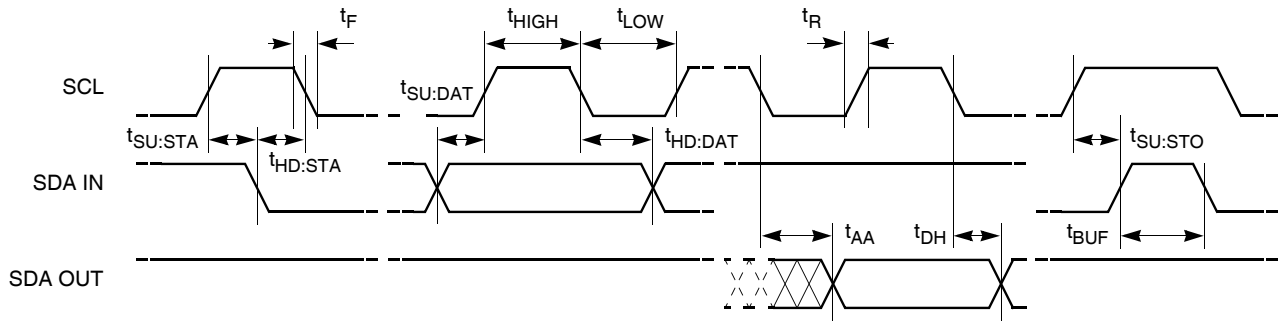 tF
tHIGH
tLOW
tR
SCL
tSU:DAT
tSU:STA
tHD:STA
tHD:DAT
tSU:STO
SDA IN
tAA
tDH
tBUF
SDA OUT